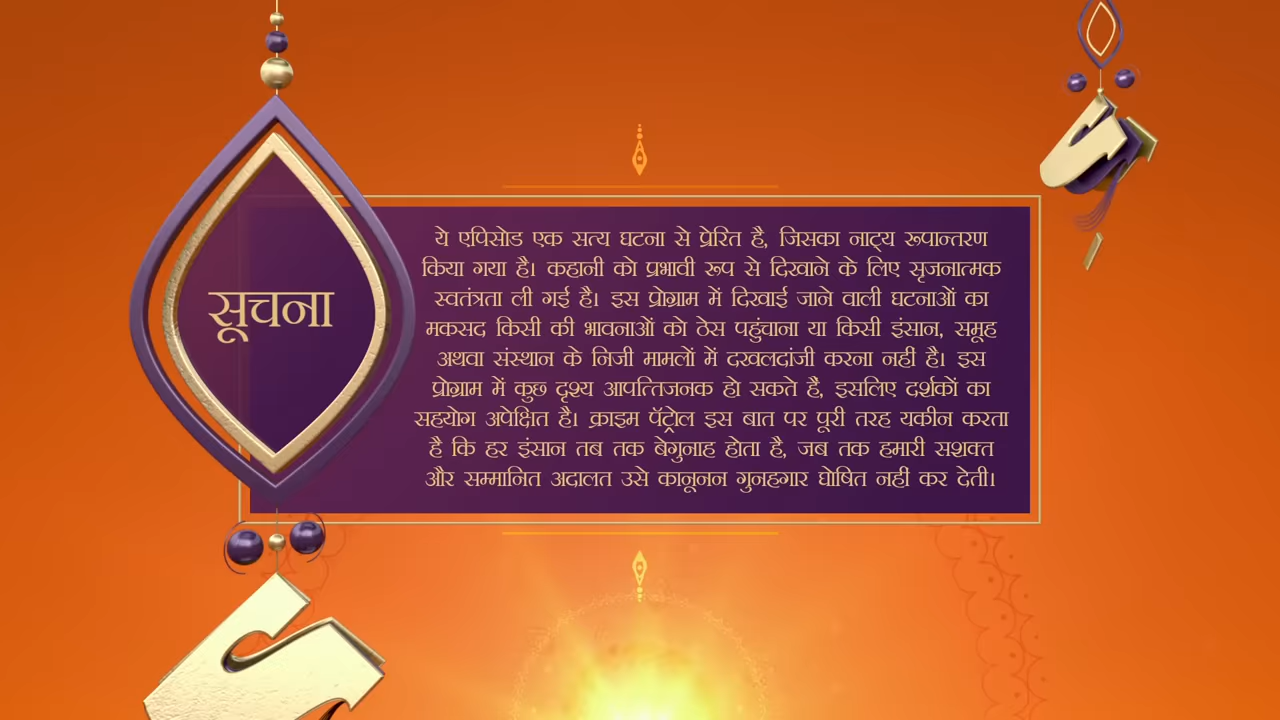 सूचना
ये एपिसोड एक सत्य घटना से प्रेरित है, जिसका नाट्य रूपान्तरण
किया गया है। कहानी को प्रभावी रूप से दिखाने के लिए सृजनात्मक
स्वतंत्रता ली गई है। इस प्रोग्राम में दिखाई जाने वाली घटनाओं का
मकसद किसी की भावनाओं को ठेस पहुंचाना या किसी इंसान, समूह
अथवा संस्थान के निजी मामलों में दखलदांजी करना नहीं है। इस
प्रोग्राम में कुछ दृश्य आपत्तिजनक हो सकते हैं, इसलिए दर्शकों का
सहयोग अपेक्षित है। क्राइम पॅट्रोल इस बात पर पूरी तरह यकीन करता
है कि हर इंसान तब तक बेगुनाह होता है, जब तक हमारी सशक्त
और सम्मानित अदालत उसे कानूनन गुनहगार घोषित नहीं कर देती।